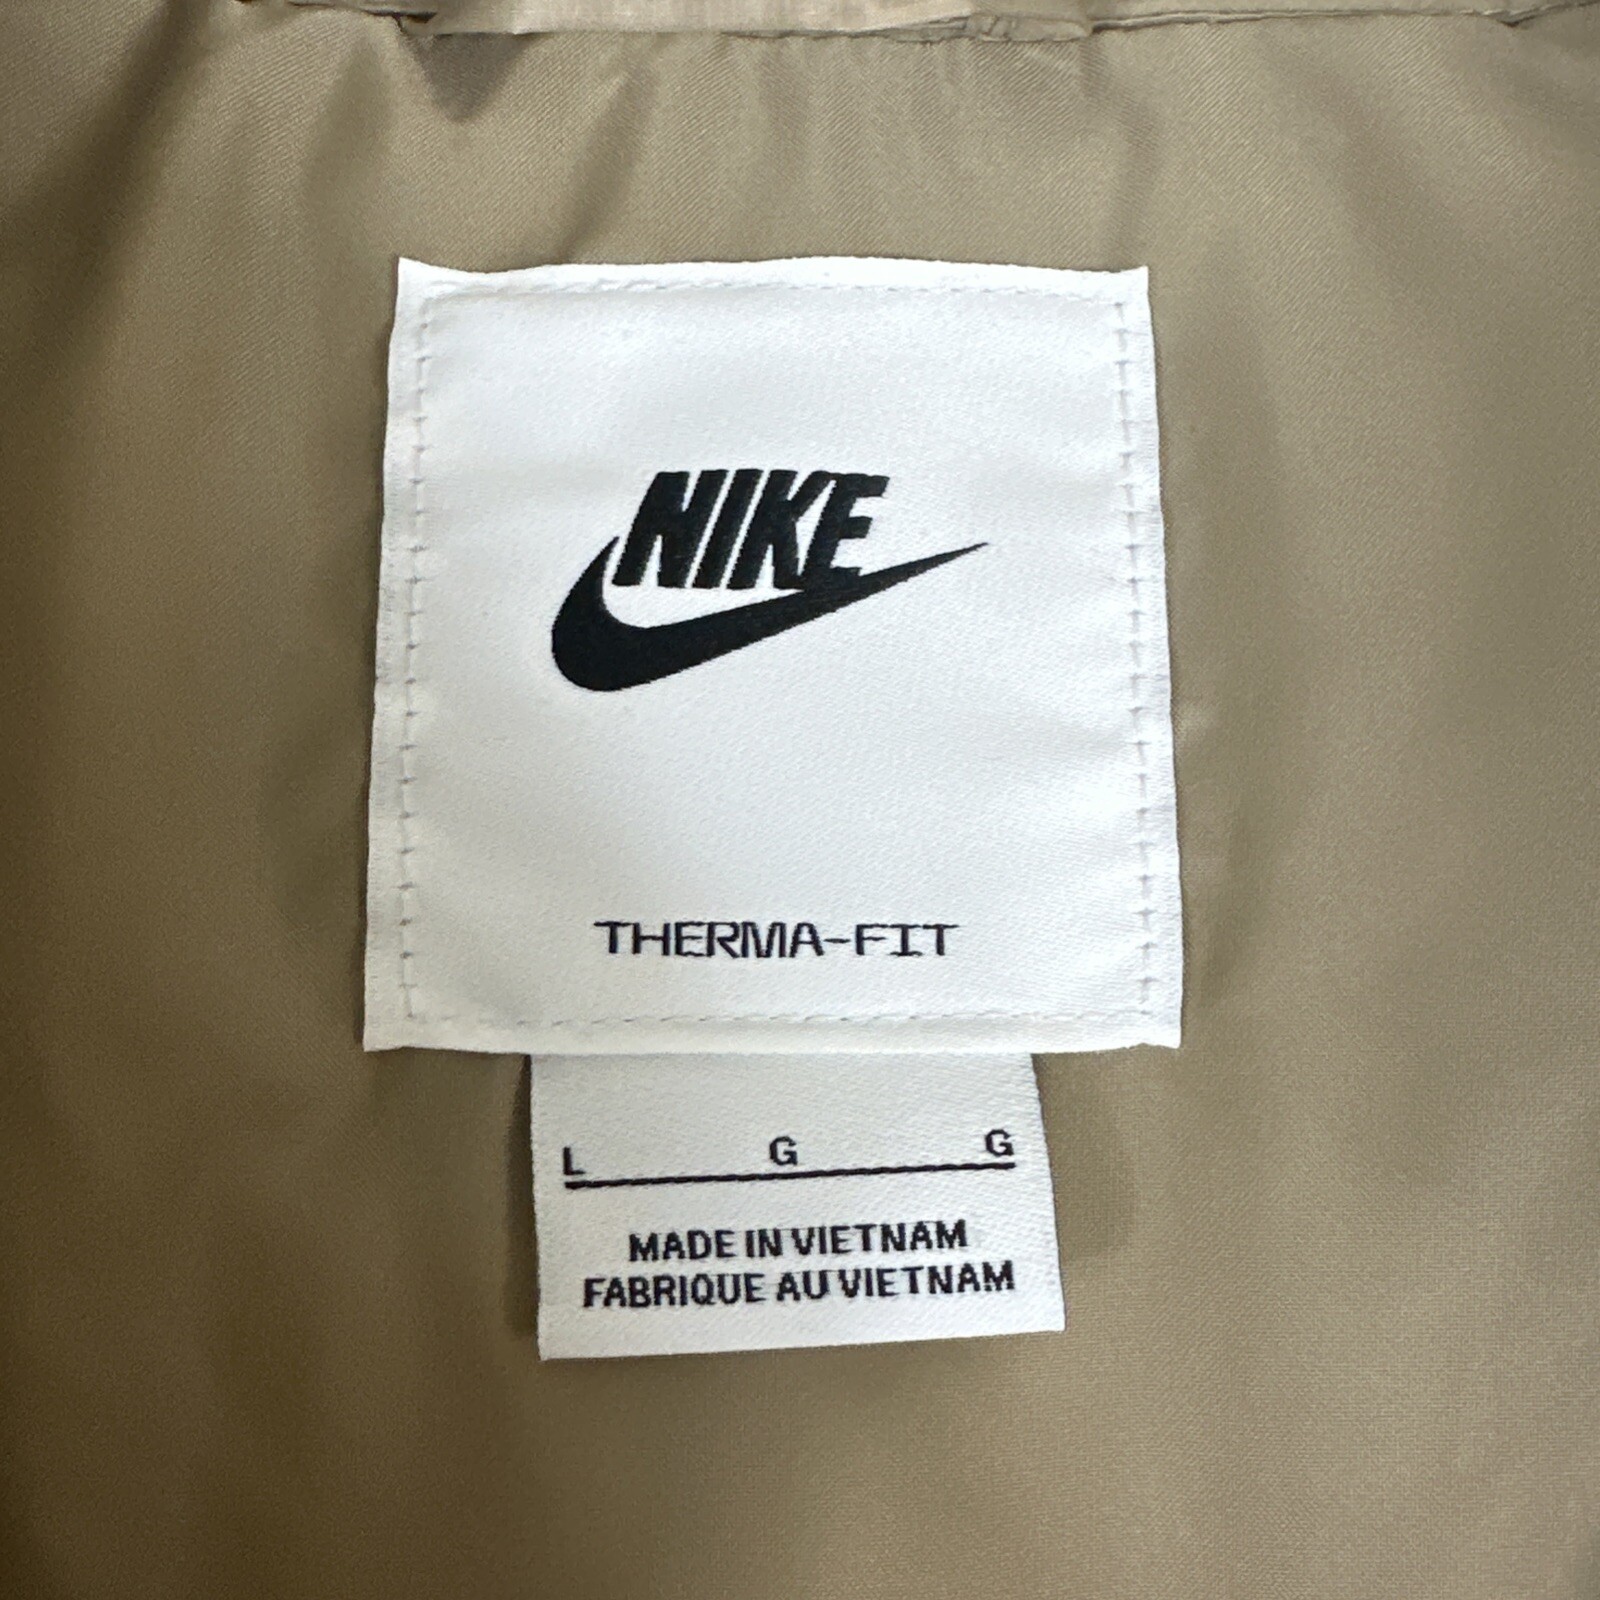 NIKE
THERMA-FIT
L G G
MADE IN VIETNAM
FABRIQUE AU VIETNAM